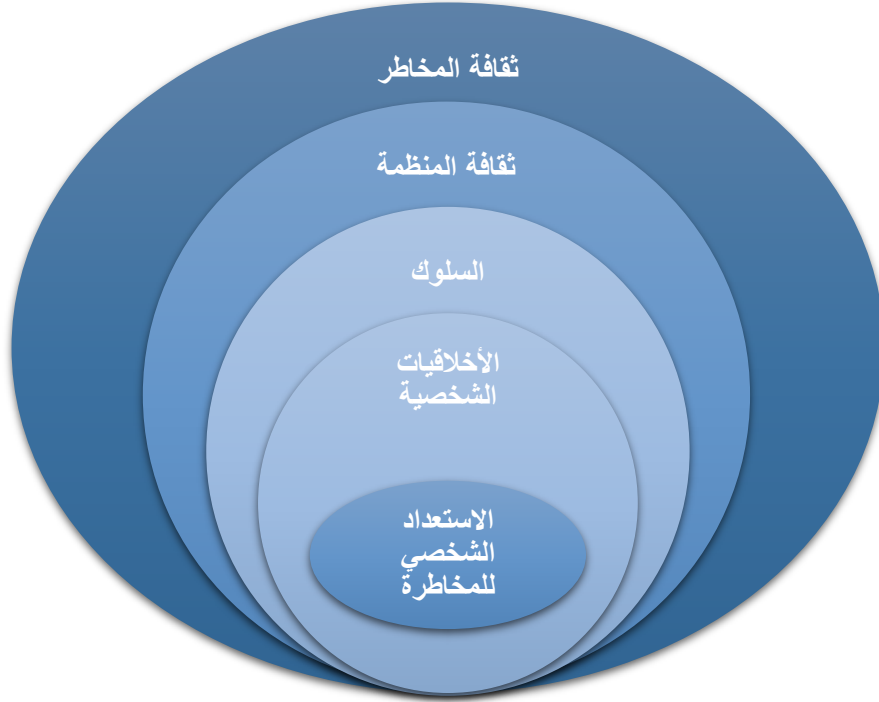 ثقافة المخاطر
ثقافة المنظمة
السلوك
الأخلاقيات
الشخصية
الاستعداد
الشخصي
للمخاطرة